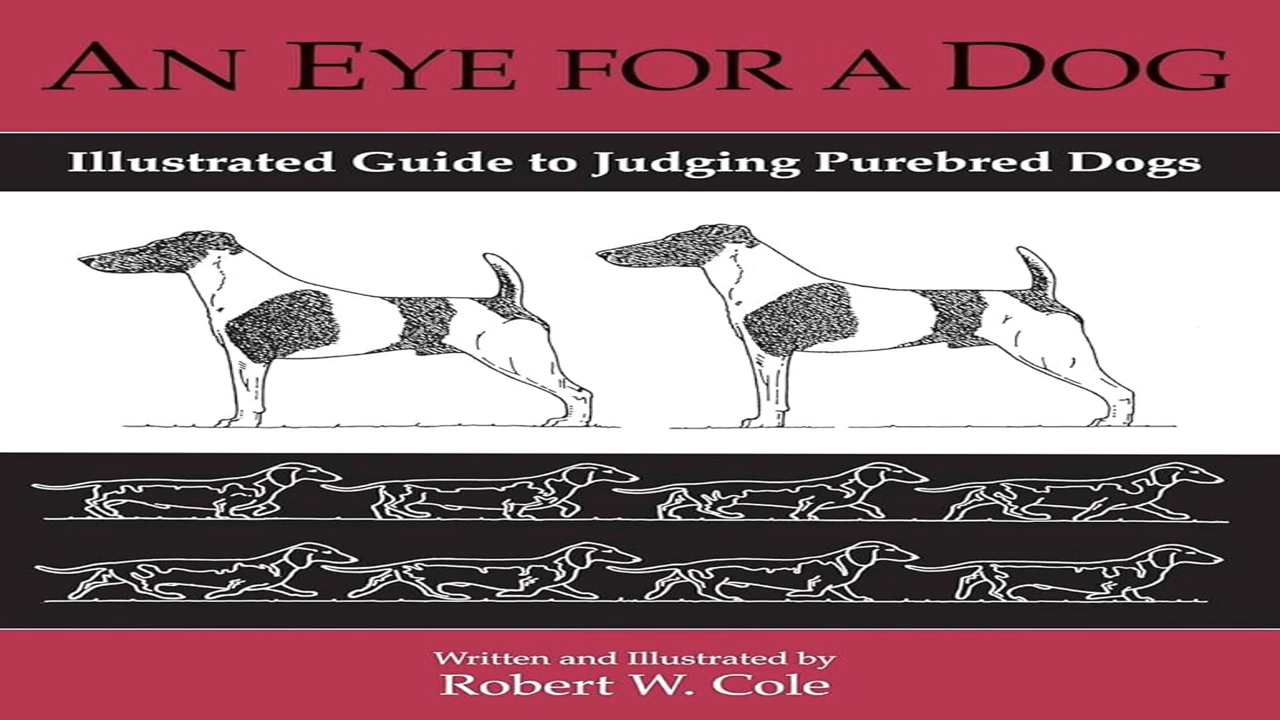 AN EYE FOR A DOG
Illustrated Guide to Judging Purebred Dogs
Written and Illustrated by
Robert W. Cole